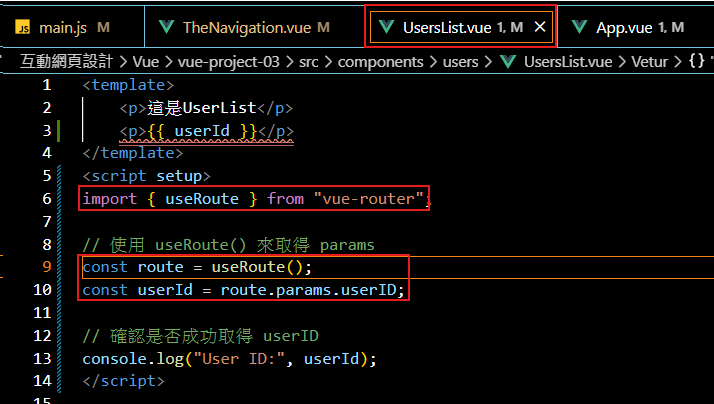 JS main.js M TheNavigation.vue M UsersList.vue 1, M × App.vue 1, M
互動網頁設計 > Vue > vue-project-03 > src > components > users > UsersList.vue > Vetur > {} "
1 <template>
2 <p>這是UserList</p>
3 <p>{{ userId }}</p>
4 </template>
5 <script setup>
6 import { useRoute } from "vue-router";
7
8 // 使用 useRoute() 來取得 params
9 const route = useRoute();
10 const userId = route.params.userID;
11
12 // 確認是否成功取得 userID
13 console.log("User ID:", userId);
14 </script>
15